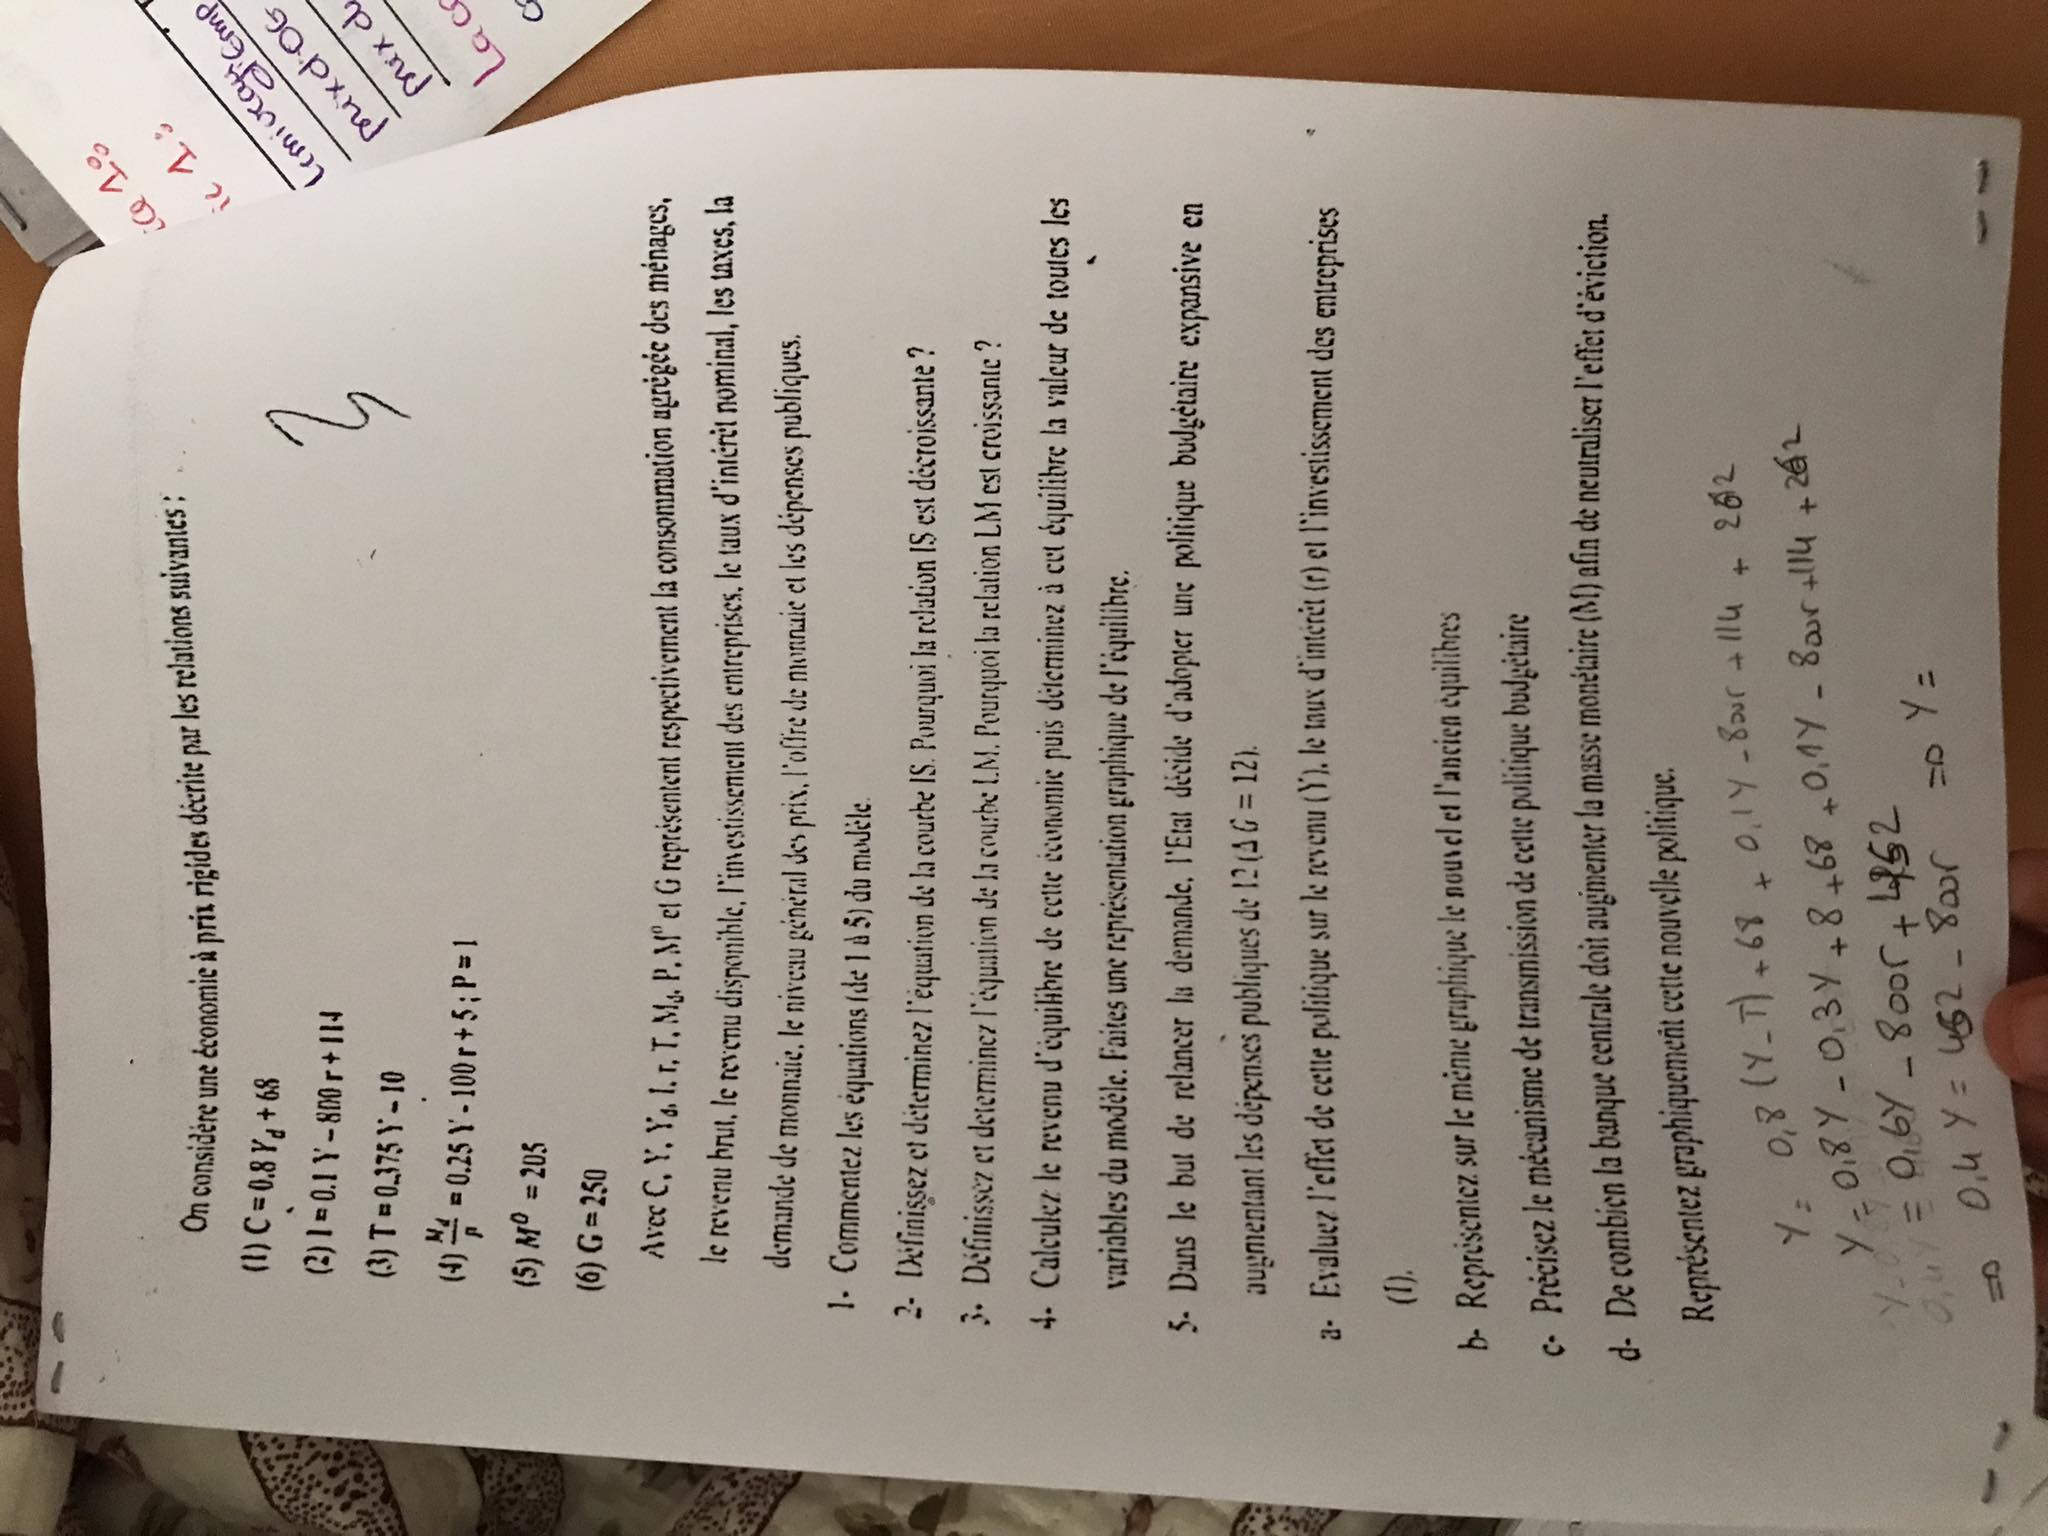 On considère une économie à prix rigides décrite par les relations suivantes :
(1) C = 0.8 Y_d + 68
(2) I = 0.1 Y – 800 r + 114
(3) T = 0.375 Y – 10
(4) M_d/P = 0.25 Y - 100 r + 5 ; P = 1
(5) M^O = 205
(6) G = 250
Avec C, Y, Y_d, I, r, T, M_d, P, M^o et G représentent respectivement la consommation agrégée des ménages,
le revenu brut, le revenu disponible, l'investissement des entreprises, le taux d'intérêt nominal, les taxes, la
demande de monnaie, le niveau général des prix, l'offre de monnaie et les dépenses publiques.
1- Commentez les équations (de 1 à 5) du modèle.
2- Définissez et déterminez l'équation de la courbe IS. Pourquoi la relation IS est décroissante ?
3- Définissez et déterminez l'équation de la courbe LM. Pourquoi la relation LM est croissante ?
4- Calculez le revenu d'équilibre de cette économie puis déterminez à cet équilibre la valeur de toutes les
variables du modèle. Faites une représentation graphique de l'équilibre.
5- Dans le but de relancer la demande, l'Etat décide d'adopter une politique budgétaire expansive en
augmentant les dépenses publiques de 12 (Δ G = 12).
a- Evaluez l'effet de cette politique sur le revenu (Y), le taux d'intérêt (r) et l'investissement des entreprises
(I).
b- Représentez sur le même graphique le nouvel et l'ancien équilibres
c- Précisez le mécanisme de transmission de cette politique budgétaire
d- De combien la banque centrale doit augmenter la masse monétaire (M) afin de neutraliser l'effet d'éviction.
Représentez graphiquement cette nouvelle politique.
Y = 0,8 (Y - T) + 68 + 0,1Y - 800r + 114 + 262
Y = 0,8Y - 0,3Y + 8 + 68 + 0,1Y - 800r + 114 + 262
= 0,6Y - 800r + 452
=> 0,4 Y = 452 - 800r => Y =
prix d'OG
prix d
La c